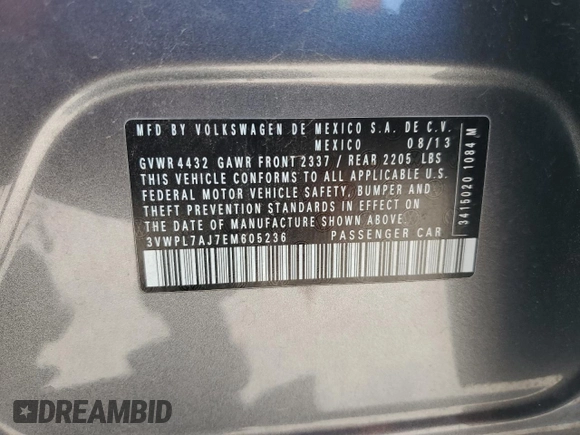 MFD BY VOLKSWAGEN DE MEXICO S.A. DE C.V.
MEXICO 08/13
GVWR 4432 GAWR FRONT 2337 / REAR 2205 LBS
THIS VEHICLE CONFORMS TO ALL APPLICABLE U.S.
FEDERAL MOTOR VEHICLE SAFETY, BUMPER AND
THEFT PREVENTION STANDARDS IN EFFECT ON
THE DATE OF MANUFACTURE SHOWN ABOVE.
3VWPL7AJ7EM605236 PASSENGER CAR
3415020 1084 M
DREAMBID